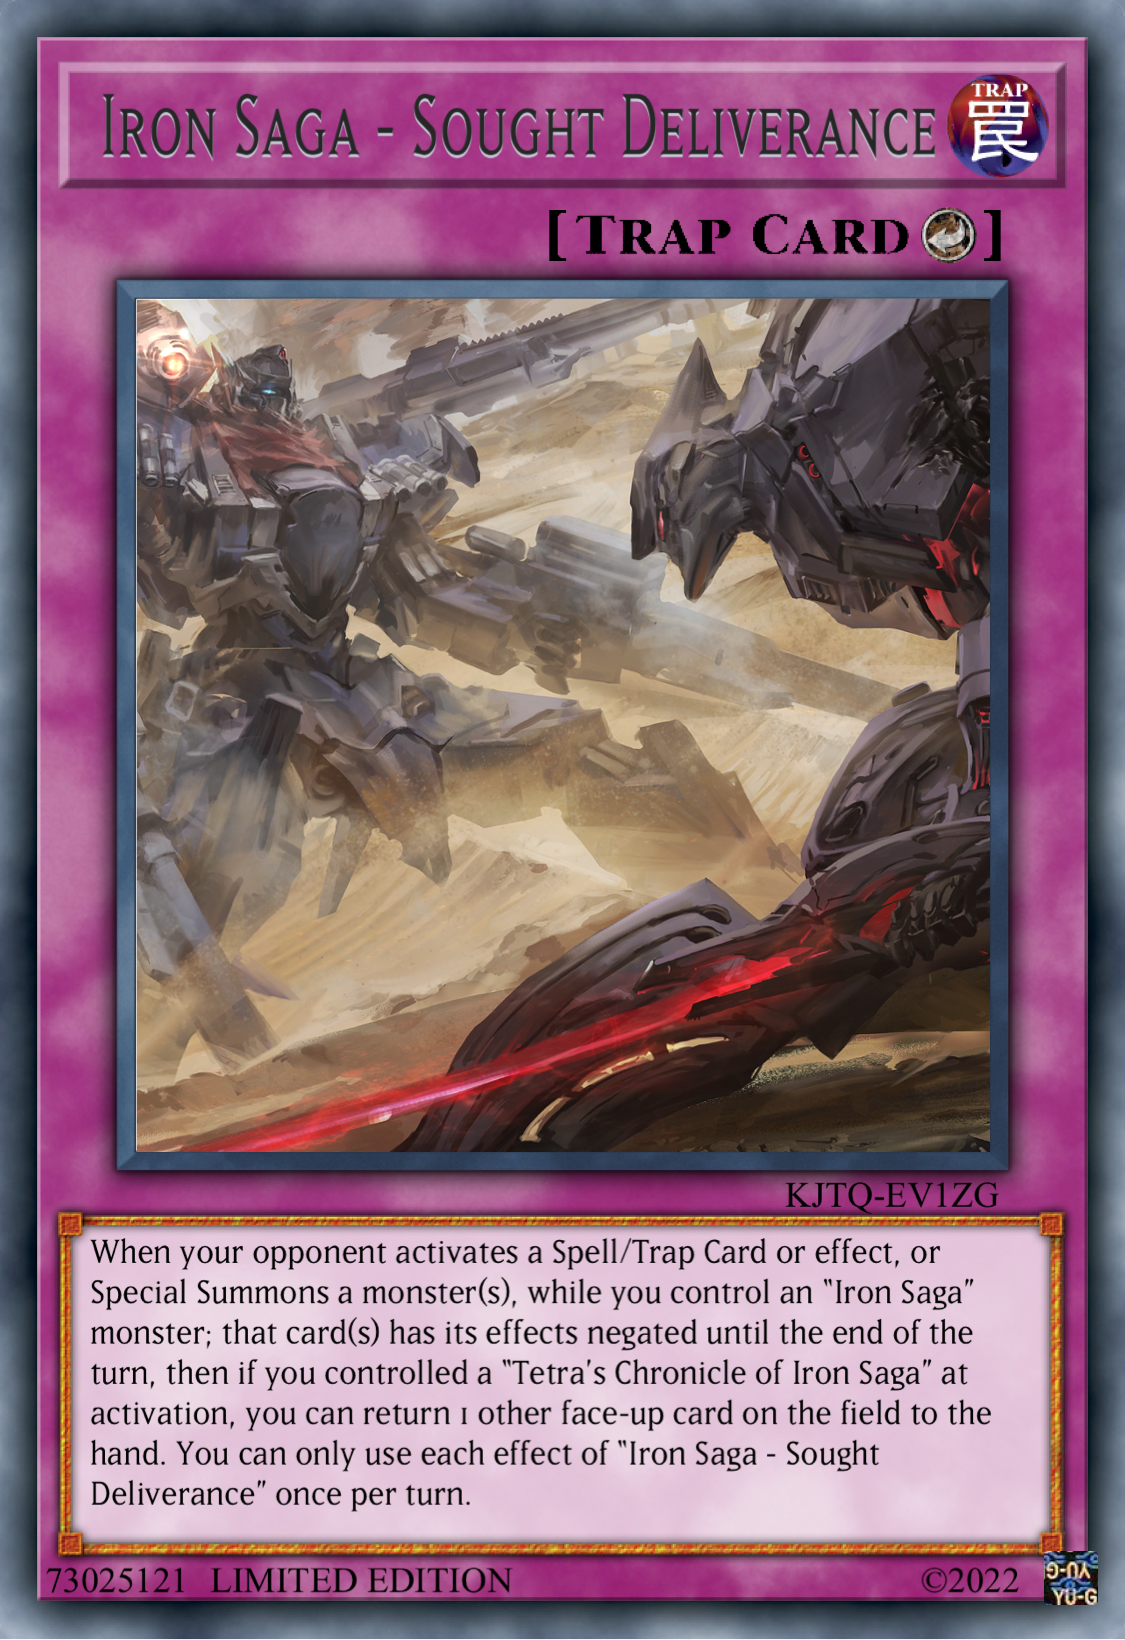 Iron Saga - Sought Deliverance
TRAP
罠
[Trap Card]
KJTQ-EV1ZG
When your opponent activates a Spell/Trap Card or effect, or
Special Summons a monster(s), while you control an “Iron Saga”
monster; that card(s) has its effects negated until the end of the
turn, then if you controlled a “Tetra’s Chronicle of Iron Saga” at
activation, you can return 1 other face-up card on the field to the
hand. You can only use each effect of “Iron Saga - Sought
Deliverance” once per turn.
73025121 LIMITED EDITION
©2022
YU-G
YU-G